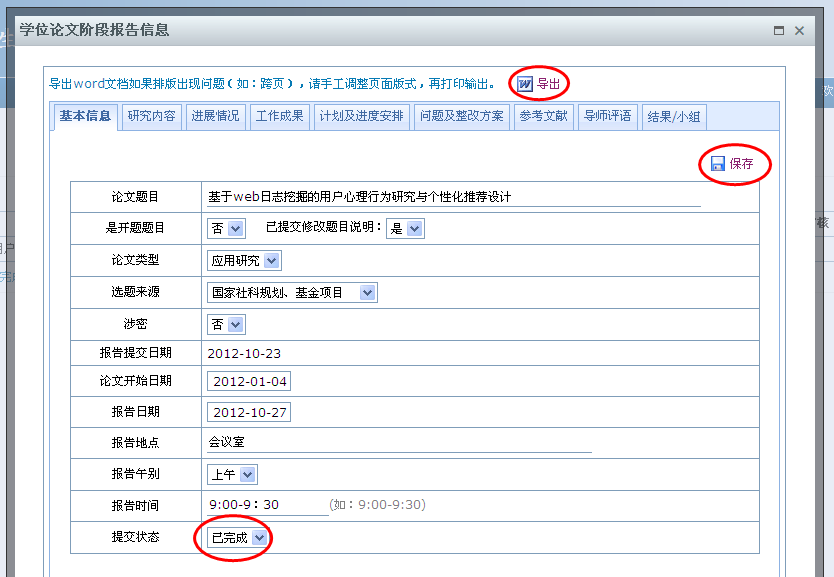 学位论文阶段报告信息
导出word文档如果排版出现问题(如:跨页),请手工调整页面版式,再打印输出。 导出
基本信息 研究内容 进展情况 工作成果 计划及进度安排 问题及整改方案 参考文献 导师评语 结果/小组
保存
论文题目 基于web日志挖掘的用户心理行为研究与个性化推荐设计
是开题题目 否 已提交修改题目说明: 是
论文类型 应用研究
选题来源 国家社科规划、基金项目
涉密 否
报告提交日期 2012-10-23
论文开始日期 2012-01-04
报告日期 2012-10-27
报告地点 会议室
报告午别 上午
报告时间 9:00-9:30 (如:9:00-9:30)
提交状态 已完成